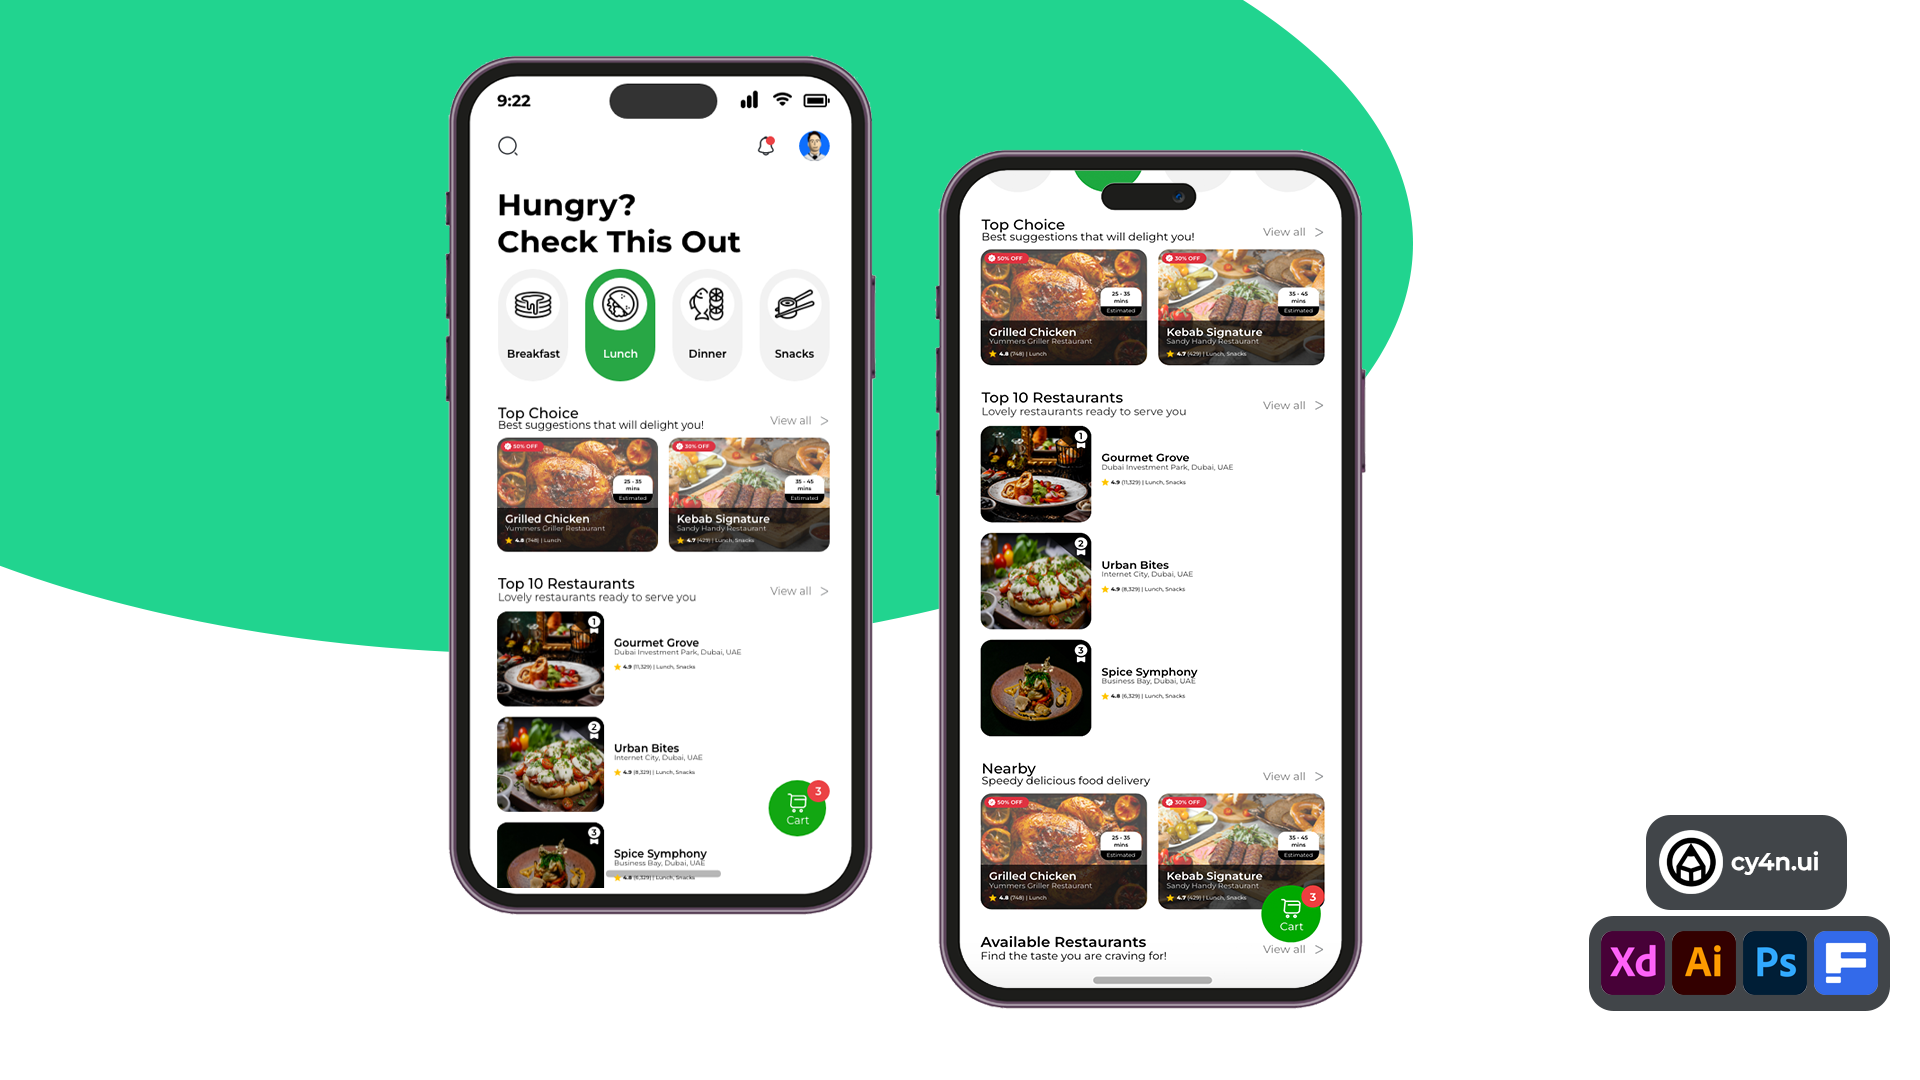 9:22
Hungry?
Check This Out
Breakfast
Lunch
Dinner
Snacks
Top Choice
Best suggestions that will delight you!
View all >
50% OFF
25 - 35
mins
Estimated
Grilled Chicken
Yummers Griller Restaurant
4.8 (748) | Lunch
30% OFF
35 - 45
mins
Estimated
Kebab Signature
Sandy Handy Restaurant
4.7 (429) | Lunch, Snacks
Top 10 Restaurants
Lovely restaurants ready to serve you
View all >
1
Gourmet Grove
Dubai Investment Park, Dubai, UAE
4.9 (11,329) | Lunch, Snacks
2
Urban Bites
Internet City, Dubai, UAE
4.9 (8,329) | Lunch, Snacks
3
Spice Symphony
Business Bay, Dubai, UAE
4.8 (6,329) | Lunch, Snacks
3
Cart
Top Choice
Best suggestions that will delight you!
View all >
50% OFF
25 - 35
mins
Estimated
Grilled Chicken
Yummers Griller Restaurant
4.8 (748) | Lunch
30% OFF
35 - 45
mins
Estimated
Kebab Signature
Sandy Handy Restaurant
4.7 (429) | Lunch, Snacks
Top 10 Restaurants
Lovely restaurants ready to serve you
View all >
1
Gourmet Grove
Dubai Investment Park, Dubai, UAE
4.9 (11,329) | Lunch, Snacks
2
Urban Bites
Internet City, Dubai, UAE
4.9 (8,329) | Lunch, Snacks
3
Spice Symphony
Business Bay, Dubai, UAE
4.8 (6,329) | Lunch, Snacks
Nearby
Speedy delicious food delivery
View all >
50% OFF
25 - 35
mins
Estimated
Grilled Chicken
Yummers Griller Restaurant
4.8 (748) | Lunch
30% OFF
35 - 45
mins
Estimated
Kebab Signature
Sandy Handy Restaurant
4.7 (429) | Lunch, Snacks
3
Cart
Available Restaurants
Find the taste you are craving for!
View all >
cy4n.ui
Xd Ai Ps F